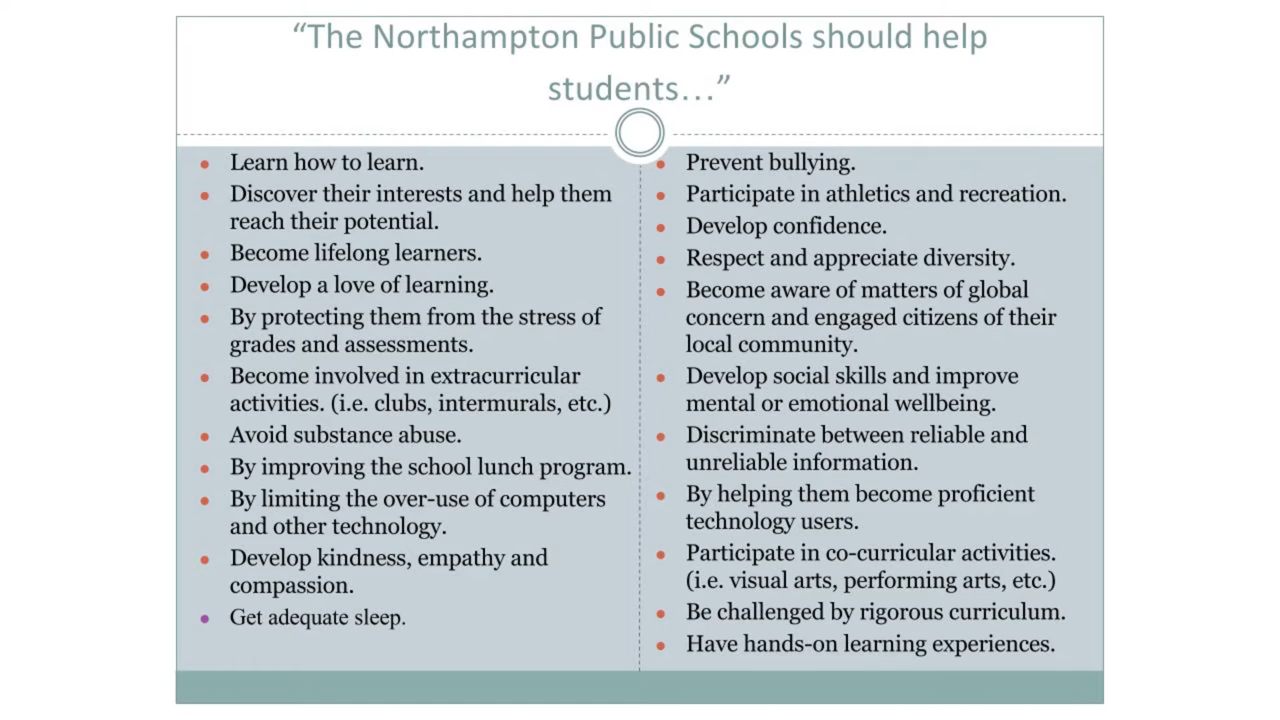 “The Northampton Public Schools should help
students…”
Learn how to learn.
Discover their interests and help them
reach their potential.
Become lifelong learners.
Develop a love of learning.
By protecting them from the stress of
grades and assessments.
Become involved in extracurricular
activities. (i.e. clubs, intermurals, etc.)
Avoid substance abuse.
By improving the school lunch program.
By limiting the over-use of computers
and other technology.
Develop kindness, empathy and
compassion.
Get adequate sleep.
Prevent bullying.
Participate in athletics and recreation.
Develop confidence.
Respect and appreciate diversity.
Become aware of matters of global
concern and engaged citizens of their
local community.
Develop social skills and improve
mental or emotional wellbeing.
Discriminate between reliable and
unreliable information.
By helping them become proficient
technology users.
Participate in co-curricular activities.
(i.e. visual arts, performing arts, etc.)
Be challenged by rigorous curriculum.
Have hands-on learning experiences.